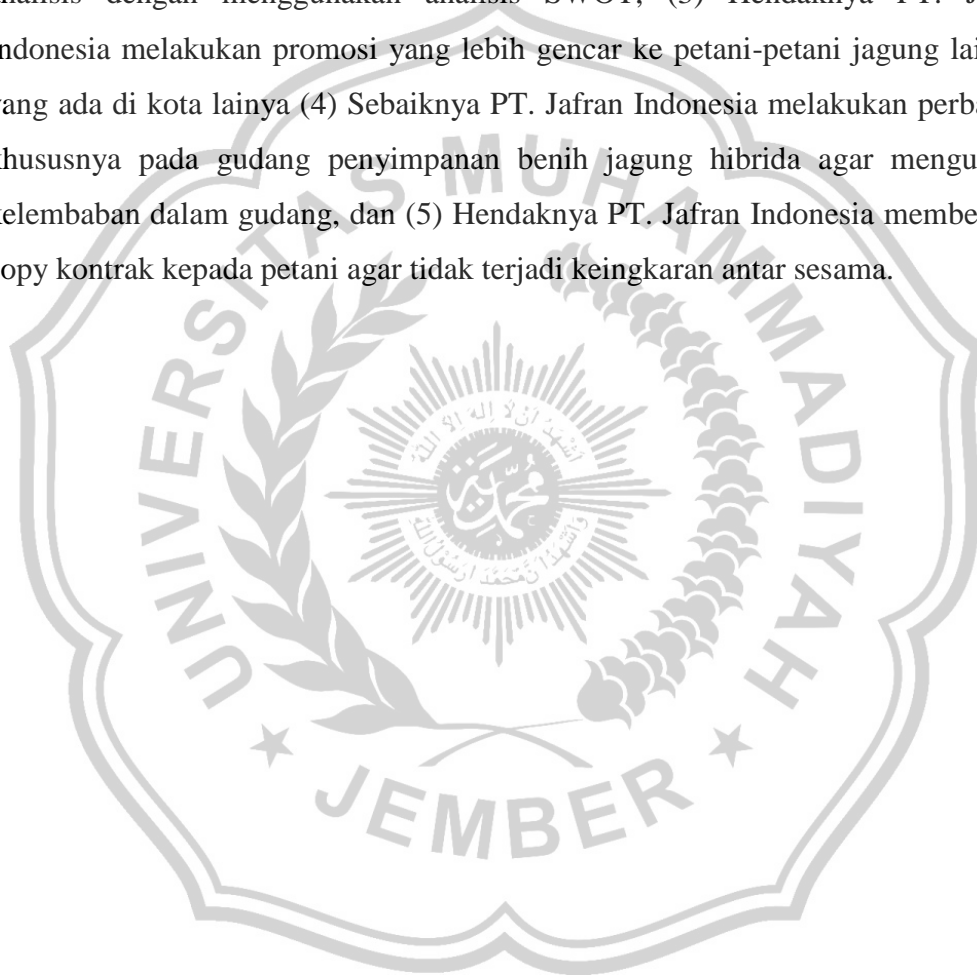 analisis dengan menggunakan analisis SWOT, (3) Hendaknya PT. J
Indonesia melakukan promosi yang lebih gencar ke petani-petani jagung lai
yang ada di kota lainya (4) Sebaiknya PT. Jafran Indonesia melakukan perba
khususnya pada gudang penyimpanan benih jagung hibrida agar mengu
kelembaban dalam gudang, dan (5) Hendaknya PT. Jafran Indonesia membe
copy kontrak kepada petani agar tidak terjadi keingkaran antar sesama.
UNIVERSITAS MUHAMMADIYAH
JEMBER